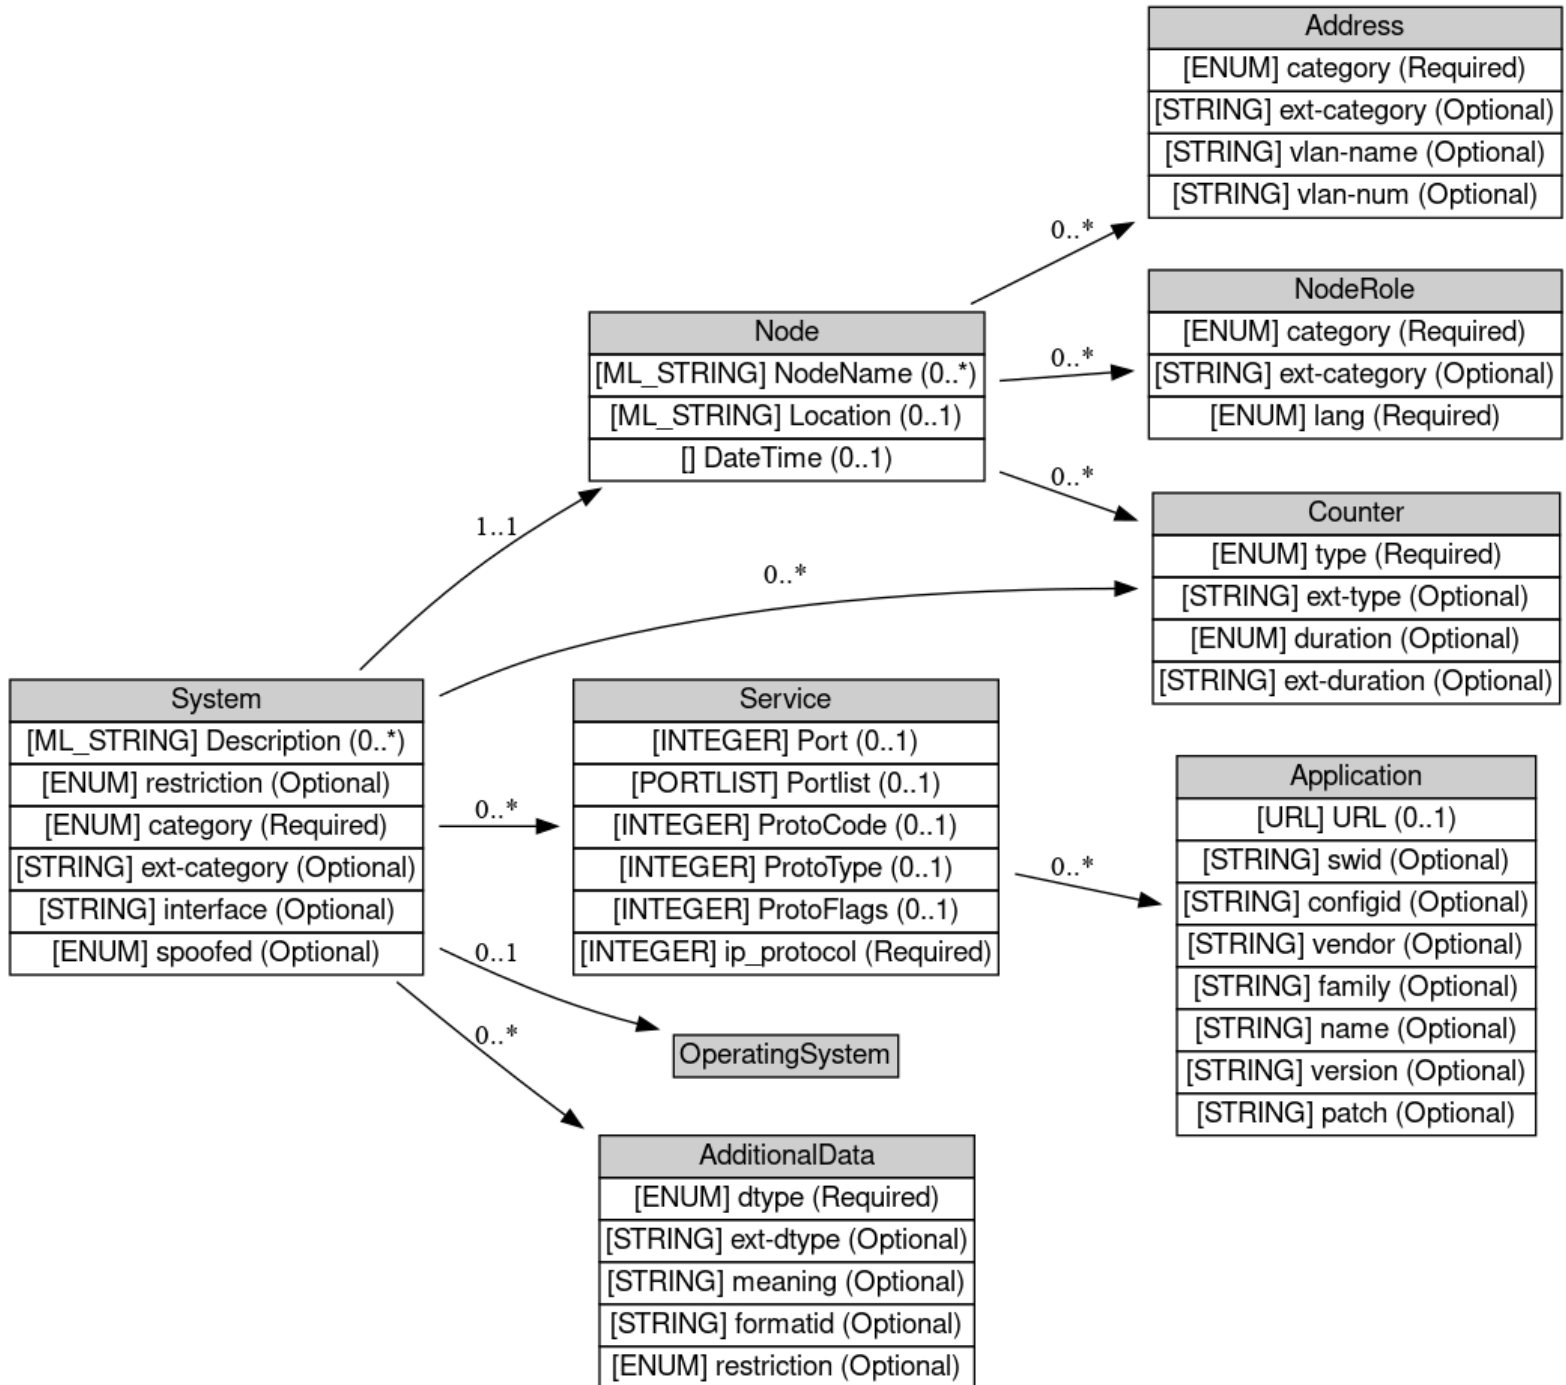 Address
[ENUM] category (Required)
[STRING] ext-category (Optional)
[STRING] vlan-name (Optional)
[STRING] vlan-num (Optional)
0..*
NodeRole
[ENUM] category (Required)
[STRING] ext-category (Optional)
[ENUM] lang (Required)
0..*
Node
[ML_STRING] NodeName (0..*)
[ML_STRING] Location (0..1)
[] DateTime (0..1)
0..*
Counter
[ENUM] type (Required)
[STRING] ext-type (Optional)
[ENUM] duration (Optional)
[STRING] ext-duration (Optional)
1..1
0..*
System
[ML_STRING] Description (0..*)
[ENUM] restriction (Optional)
[ENUM] category (Required)
[STRING] ext-category (Optional)
[STRING] interface (Optional)
[ENUM] spoofed (Optional)
0..*
Service
[INTEGER] Port (0..1)
[PORTLIST] Portlist (0..1)
[INTEGER] ProtoCode (0..1)
[INTEGER] ProtoType (0..1)
[INTEGER] ProtoFlags (0..1)
[INTEGER] ip_protocol (Required)
0..*
Application
[URL] URL (0..1)
[STRING] swid (Optional)
[STRING] configid (Optional)
[STRING] vendor (Optional)
[STRING] family (Optional)
[STRING] name (Optional)
[STRING] version (Optional)
[STRING] patch (Optional)
0..1
OperatingSystem
0..*
AdditionalData
[ENUM] dtype (Required)
[STRING] ext-dtype (Optional)
[STRING] meaning (Optional)
[STRING] formatid (Optional)
[ENUM] restriction (Optional)